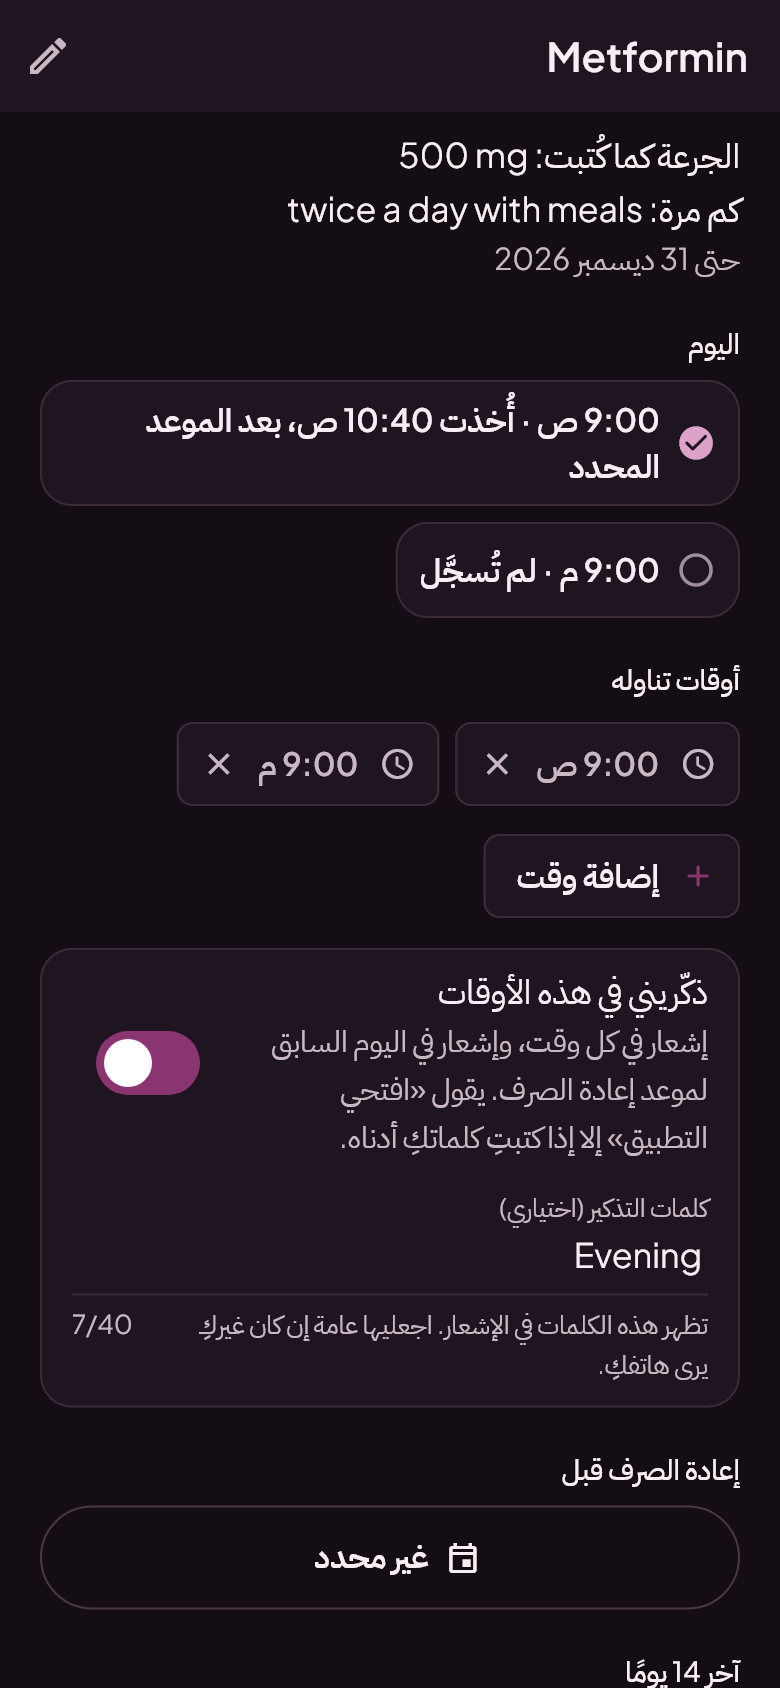 Metformin
الجرعة كما كُتبت: 500 mg
كم مرة: twice a day with meals
حتى 31 ديسمبر 2026
اليوم
9:00 ص · أُخذت 10:40 ص، بعد الموعد
المحدد
9:00 م · لم تُسجَّل
أوقات تناوله
9:00 ص
9:00 م
إضافة وقت
ذكّريني في هذه الأوقات
إشعار في كل وقت، وإشعار في اليوم السابق
لموعد إعادة الصرف. يقول «افتحي
التطبيق» إلا إذا كتبتِ كلماتكِ أدناه.
كلمات التذكير (اختياري)
Evening
تظهر هذه الكلمات في الإشعار. اجعليها عامة إن كان غيركِ
يرى هاتفكِ.
7/40
إعادة الصرف قبل
غير محدد
آخر 14 يومًا